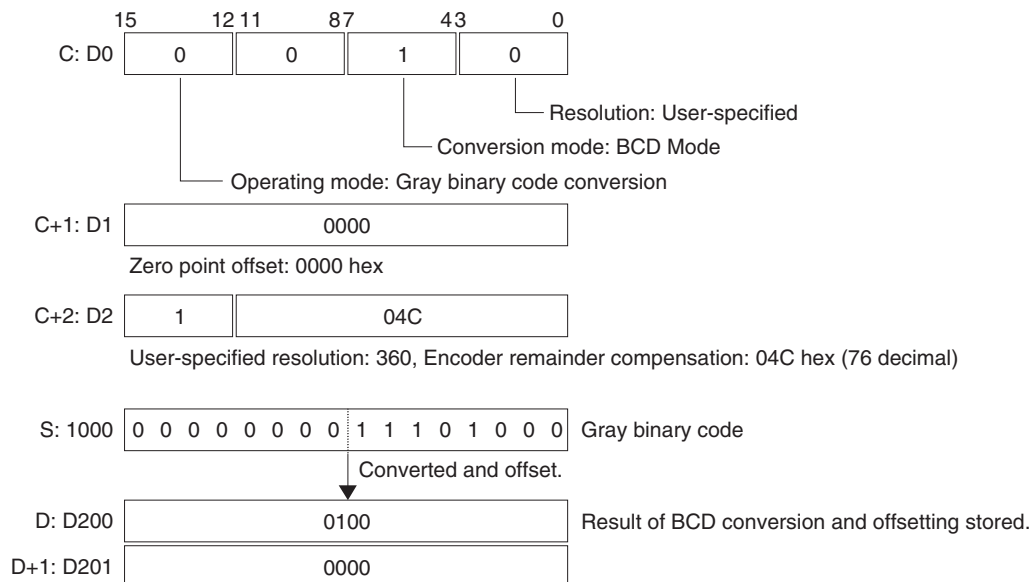 15 12 11 87 43 0
C: D0 0 0 1 0
Resolution: User-specified
Conversion mode: BCD Mode
Operating mode: Gray binary code conversion
C+1: D1 0000
Zero point offset: 0000 hex
C+2: D2 1 04C
User-specified resolution: 360, Encoder remainder compensation: 04C hex (76 decimal)
S: 1000 0 0 0 0 0 0 0 0 1 1 1 0 1 0 0 0 Gray binary code
Converted and offset.
D: D200 0100 Result of BCD conversion and offsetting stored.
D+1: D201 0000